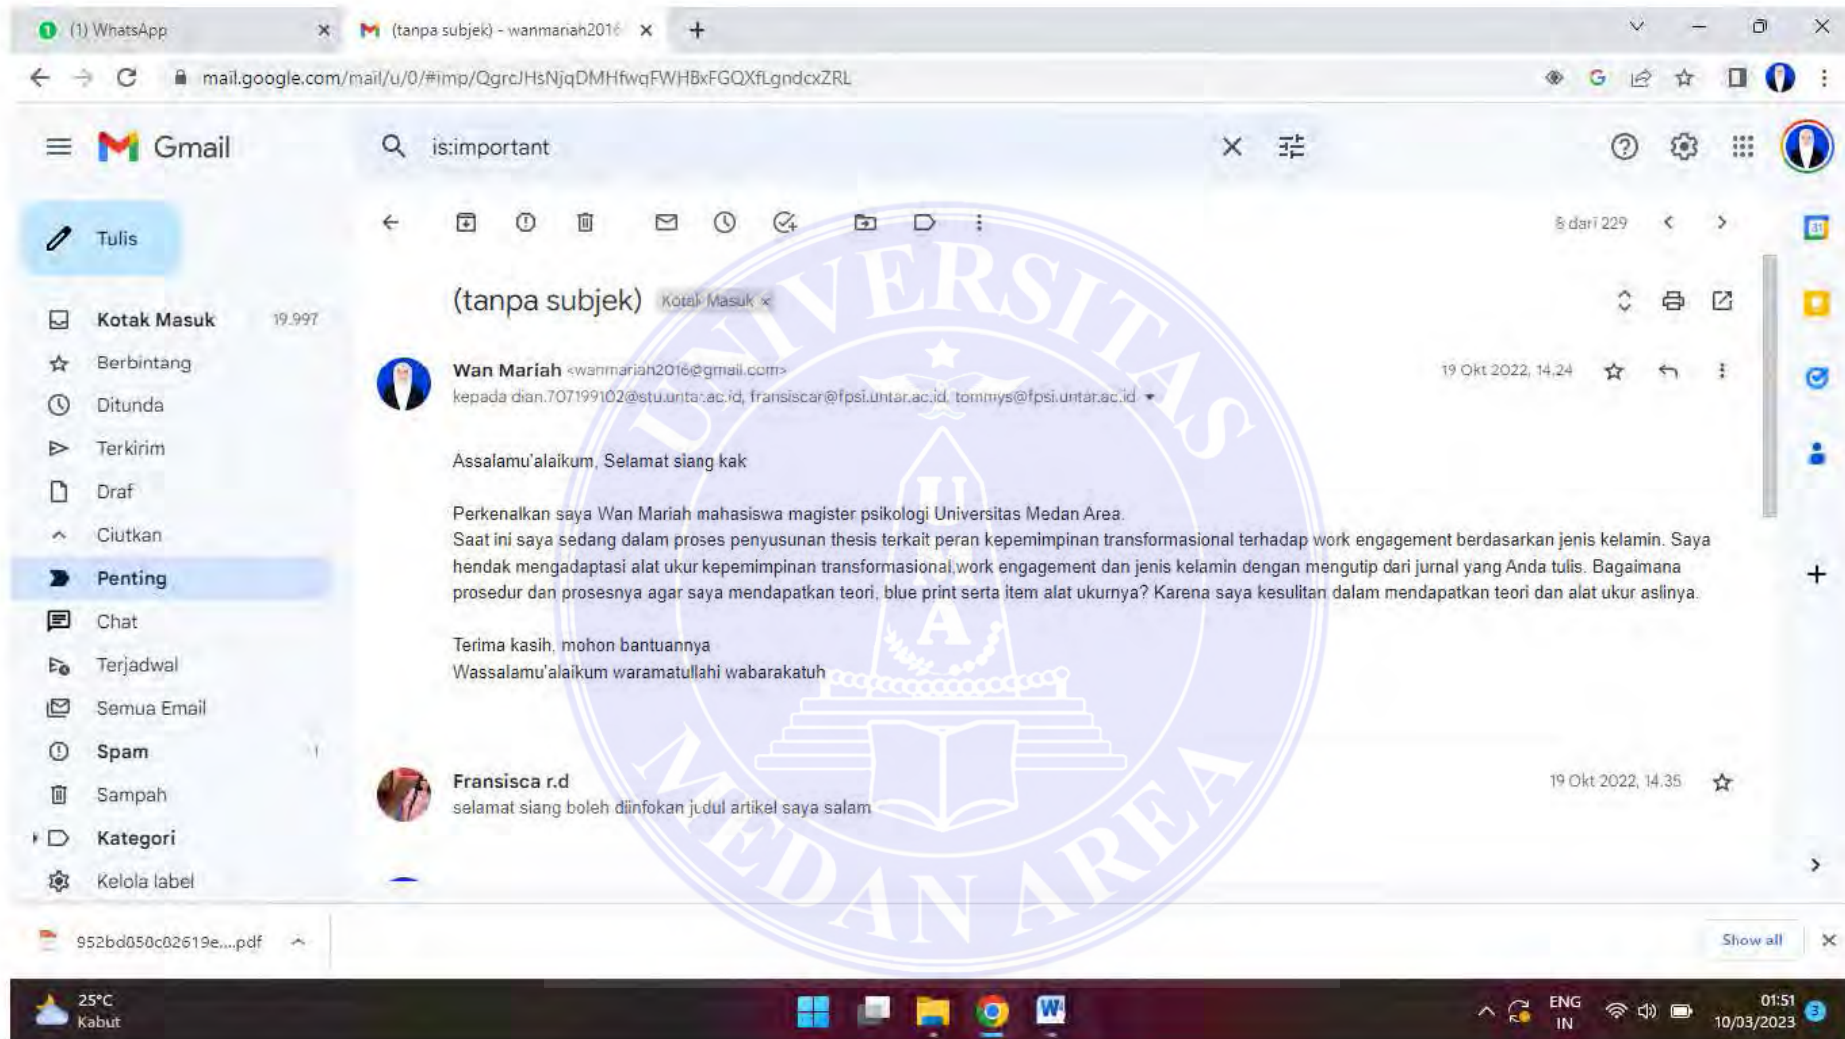 (1) WhatsApp
(tanpa subjek) - wanmariah2016
mail.google.com/mail/u/0/#imp/QgrcJHsNjqDMHfwqFWHBxFGQXfLgndcxZRL
Gmail
is:important
Tulis
8 dari 229
31
(tanpa subjek) Kotak Masuk ×
Kotak Masuk 19.997
Berbintang
Wan Mariah <wanmariah2016@gmail.com>
19 Okt 2022, 14.24
kepada dian.707199102@stu.untar.ac.id, fransiscar@fpsi.untar.ac.id, tommys@fpsi.untar.ac.id
Ditunda
Terkirim
Draf
Ciutkan
Penting
Chat
Terjadwal
Semua Email
Spam 1
Sampah
Kategori
Kelola label
Assalamu'alaikum, Selamat siang kak
Perkenalkan saya Wan Mariah mahasiswa magister psikologi Universitas Medan Area.
Saat ini saya sedang dalam proses penyusunan thesis terkait peran kepemimpinan transformasional terhadap work engagement berdasarkan jenis kelamin. Saya
hendak mengadaptasi alat ukur kepemimpinan transformasional,work engagement dan jenis kelamin dengan mengutip dari jurnal yang Anda tulis. Bagaimana
prosedur dan prosesnya agar saya mendapatkan teori, blue print serta item alat ukurnya? Karena saya kesulitan dalam mendapatkan teori dan alat ukur aslinya.
Terima kasih, mohon bantuannya
Wassalamu'alaikum waramatullahi wabarakatuh
Fransisca r.d
19 Okt 2022, 14.35
selamat siang boleh diinfokan judul artikel saya salam
UNIVERSITAS
UMA
MEDAN AREA
952bd850c02619e....pdf
Show all
25°C
Kabut
ENG
IN
01:51
10/03/2023
3